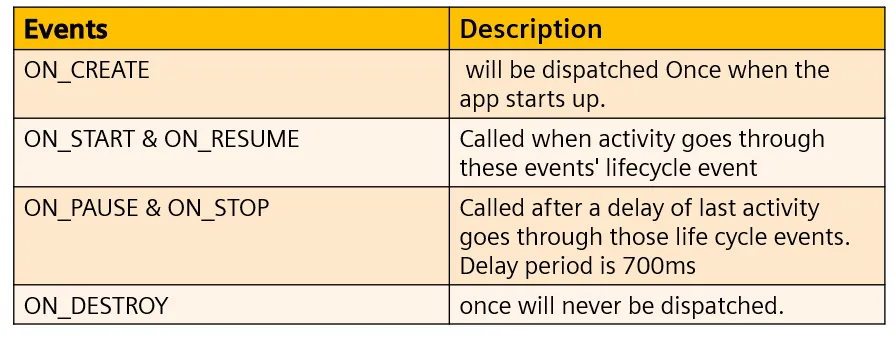 Events
Description
ON_CREATE
will be dispatched Once when the
app starts up.
ON_START & ON_RESUME
Called when activity goes through
these events' lifecycle event
ON_PAUSE & ON_STOP
Called after a delay of last activity
goes through those life cycle events.
Delay period is 700ms
ON_DESTROY
once will never be dispatched.